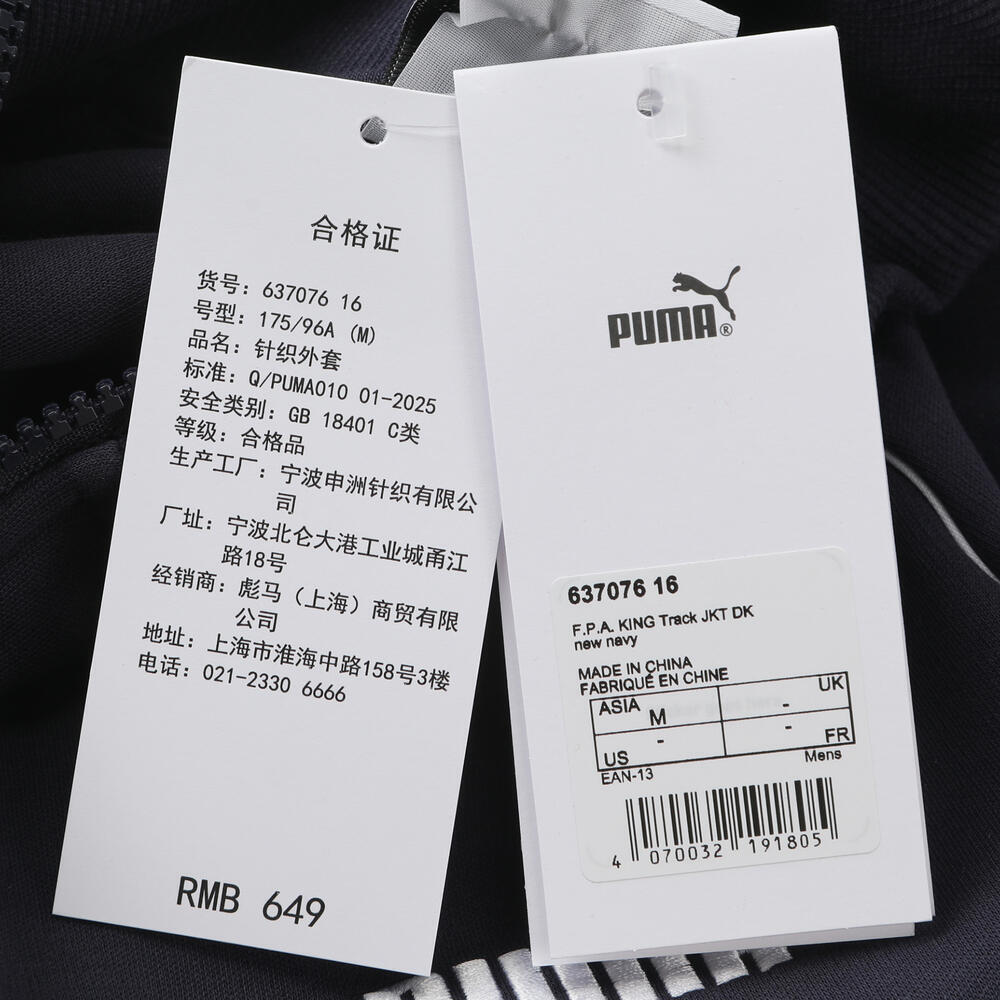 合格证
货号：637076 16
号型：175/96A (M)
品名：针织外套
标准：Q/PUMA010 01-2025
安全类别：GB 18401 C类
等级：合格品
生产工厂：宁波申洲针织有限公
司
厂址：宁波北仑大港工业城甬江
路18号
经销商：彪马（上海）商贸有限
公司
地址：上海市淮海中路158号3楼
电话：021-2330 6666
RMB 649
PUMA®
637076 16
F.P.A. KING Track JKT DK
new navy
MADE IN CHINA
FABRIQUÉ EN CHINE
ASIA M - UK
US - - FR
EAN-13 Mens
4 070032 191805